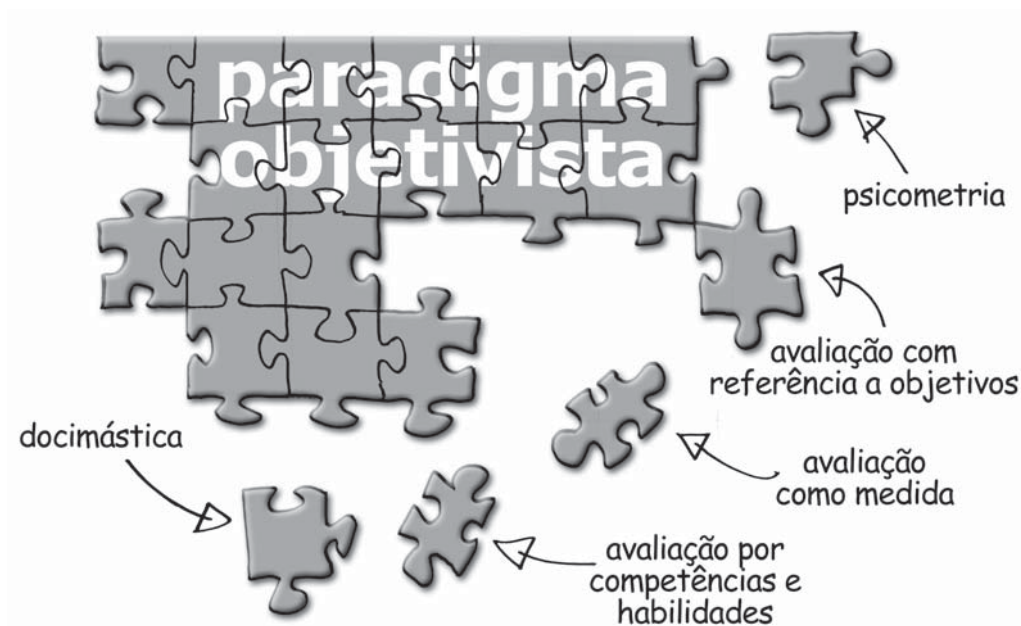 paradigma
objetivista
psicometria
avaliação com
referência a objetivos
avaliação
como medida
docimástica
avaliação por
competências e
habilidades